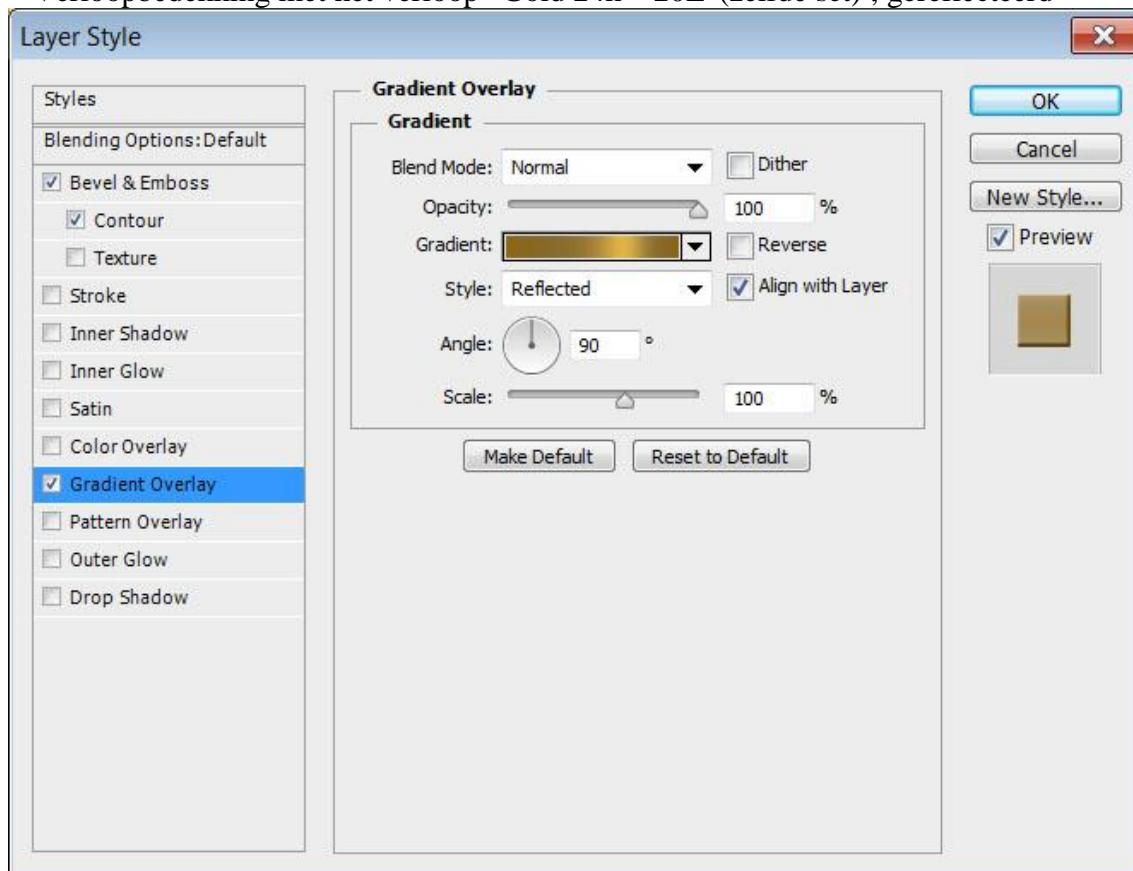 Layer Style
Styles
Blending Options: Default
Bevel & Emboss
Contour
Texture
Stroke
Inner Shadow
Inner Glow
Satin
Color Overlay
Gradient Overlay
Pattern Overlay
Outer Glow
Drop Shadow
Gradient Overlay
Gradient
Blend Mode: Normal Dither
Opacity: 100 %
Gradient: Reverse
Style: Reflected Align with Layer
Angle: 90 °
Scale: 100 %
Make Default Reset to Default
OK
Cancel
New Style...
Preview